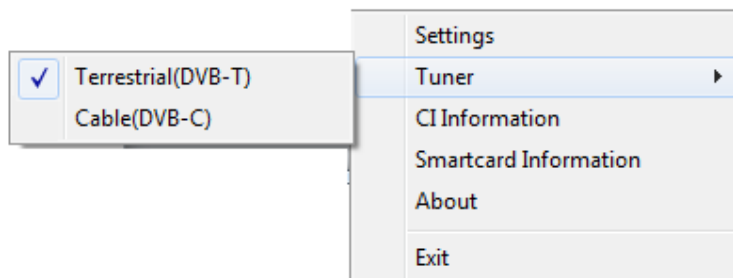 Settings
Tuner
Terrestrial(DVB-T)
Cable(DVB-C)
CI Information
Smartcard Information
About
Exit